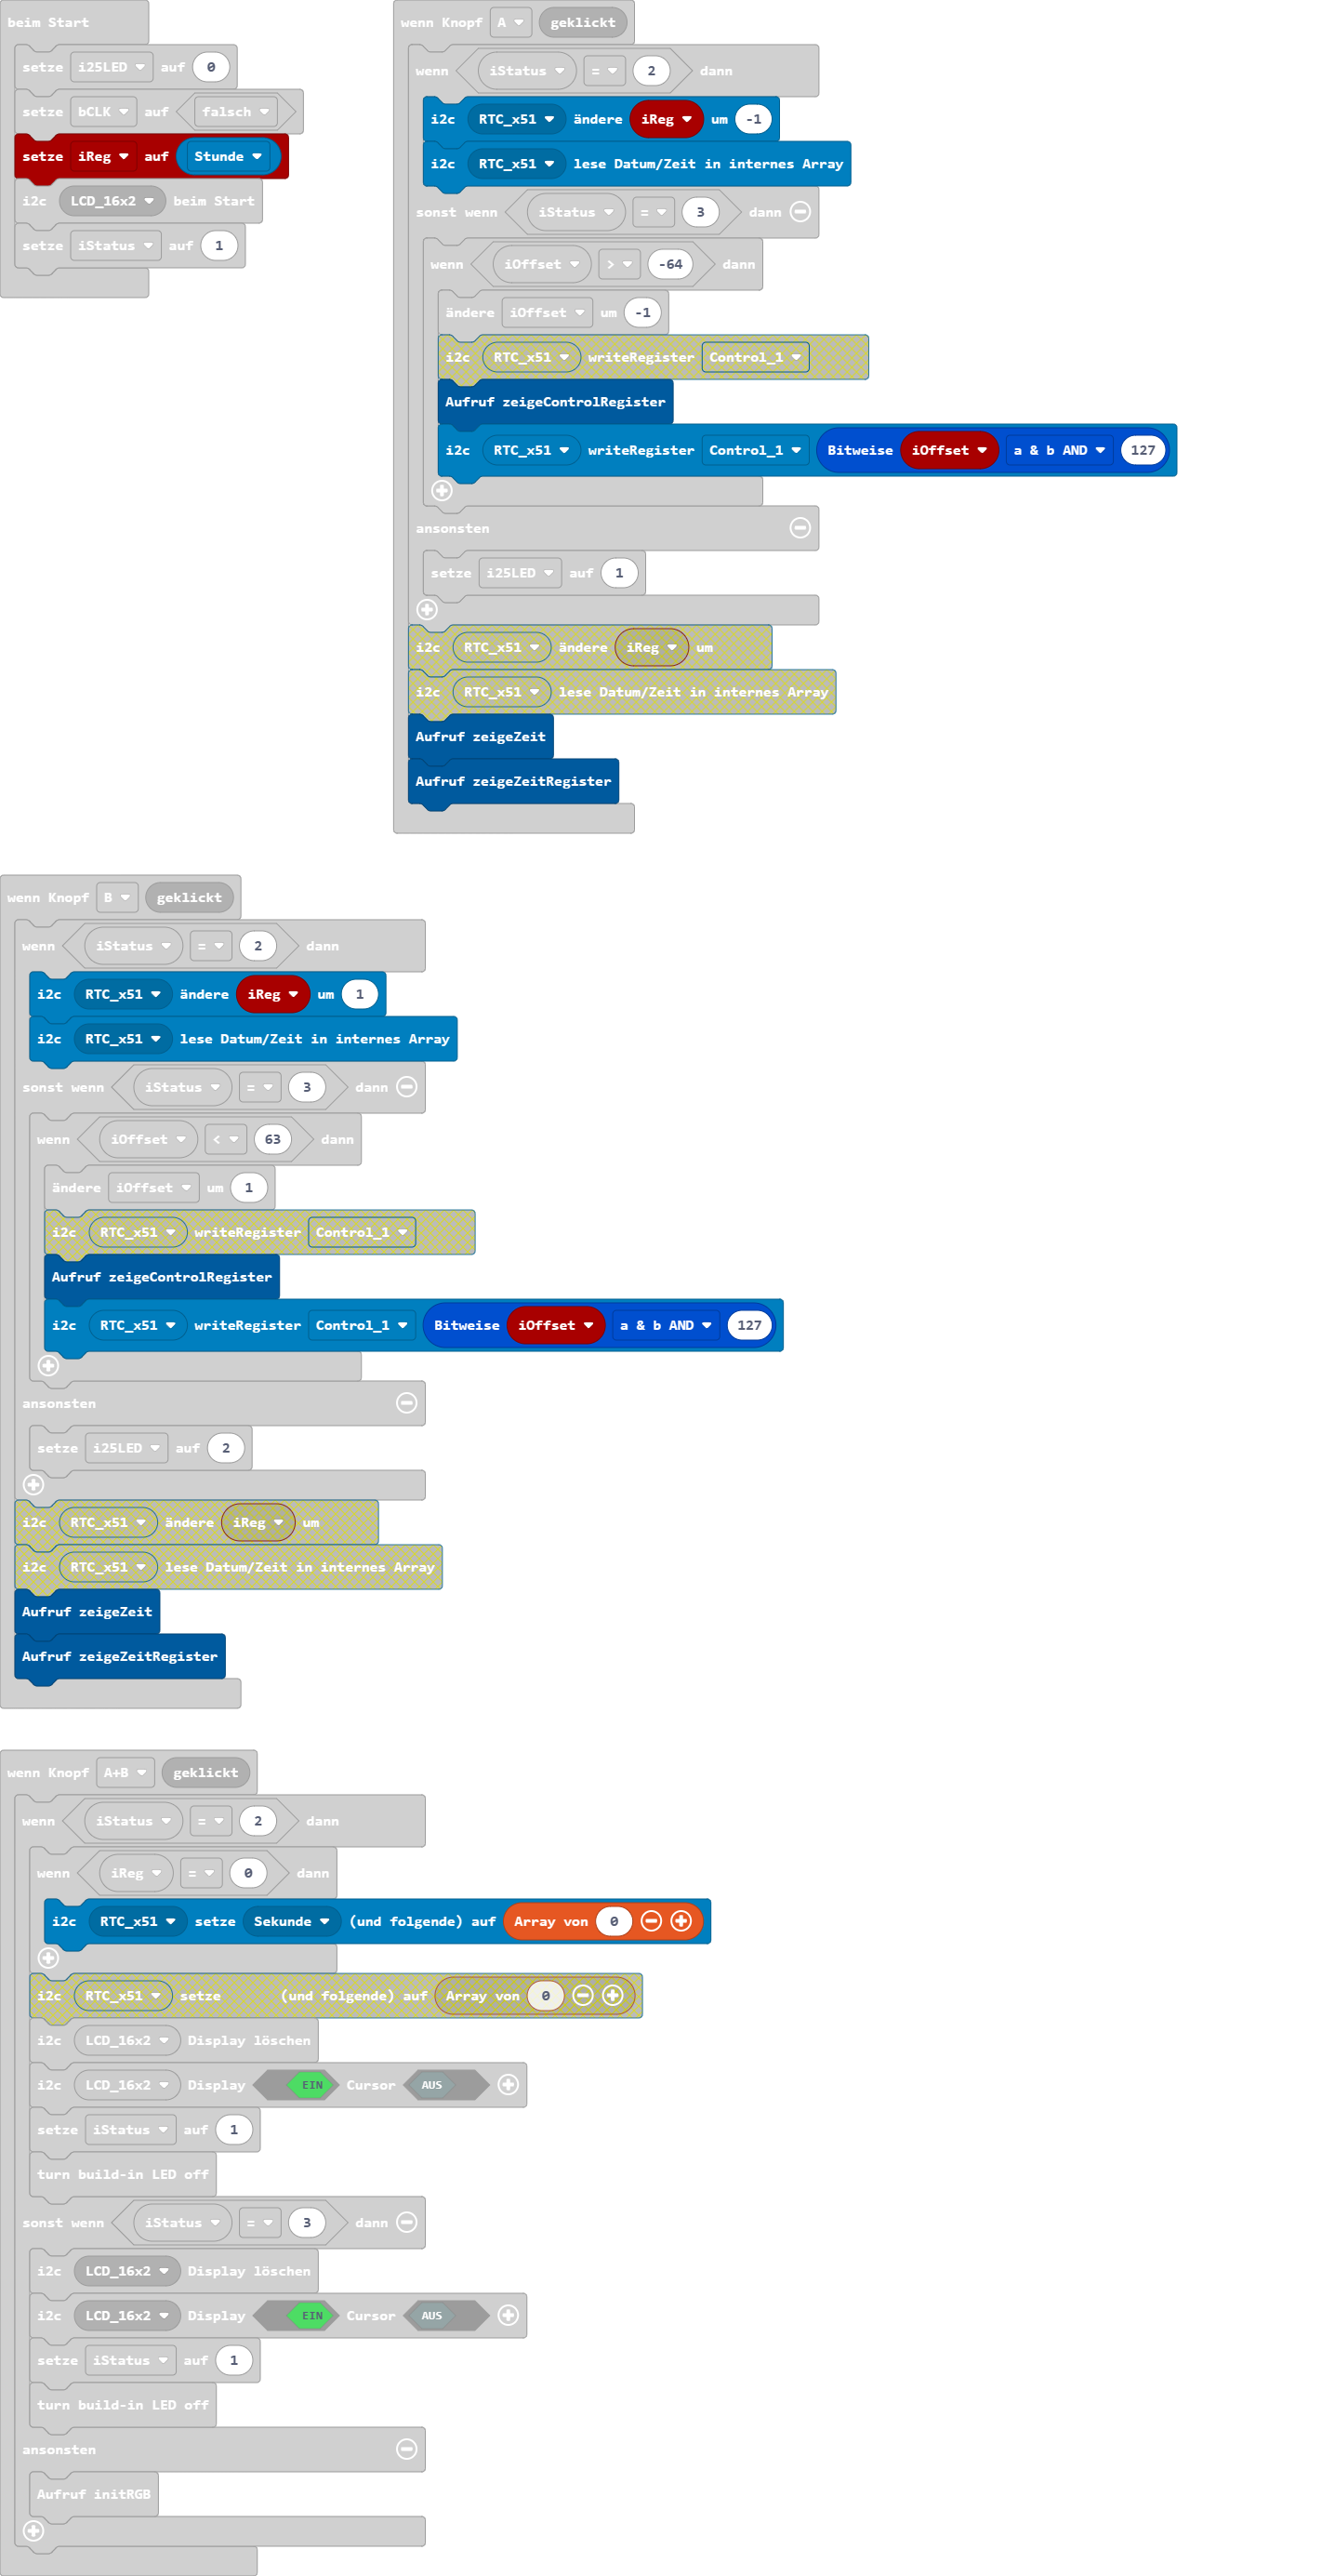 beim Start
setze i25LED auf 0
setze bCLK auf falsch
setze iReg auf Stunde
i2c LCD_16x2 beim Start
setze iStatus auf 1
wenn Knopf A geklickt
wenn iStatus = 2 dann
i2c RTC_x51 ändere iReg um -1
i2c RTC_x51 lese Datum/Zeit in internes Array
sonst wenn iStatus = 3 dann
wenn iOffset > -64 dann
ändere iOffset um -1
i2c RTC_x51 writeRegister Control_1
Aufruf zeigeControlRegister
i2c RTC_x51 writeRegister Control_1 Bitweise iOffset a & b AND 127
ansonsten
setze i25LED auf 1
i2c RTC_x51 ändere iReg um
i2c RTC_x51 lese Datum/Zeit in internes Array
Aufruf zeigeZeit
Aufruf zeigeZeitRegister
wenn Knopf B geklickt
wenn iStatus = 2 dann
i2c RTC_x51 ändere iReg um 1
i2c RTC_x51 lese Datum/Zeit in internes Array
sonst wenn iStatus = 3 dann
wenn iOffset < 63 dann
ändere iOffset um 1
i2c RTC_x51 writeRegister Control_1
Aufruf zeigeControlRegister
i2c RTC_x51 writeRegister Control_1 Bitweise iOffset a & b AND 127
ansonsten
setze i25LED auf 2
i2c RTC_x51 ändere iReg um
i2c RTC_x51 lese Datum/Zeit in internes Array
Aufruf zeigeZeit
Aufruf zeigeZeitRegister
wenn Knopf A+B geklickt
wenn iStatus = 2 dann
wenn iReg = 0 dann
i2c RTC_x51 setze Sekunde (und folgende) auf Array von 0
i2c RTC_x51 setze (und folgende) auf Array von 0
i2c LCD_16x2 Display löschen
i2c LCD_16x2 Display EIN Cursor AUS
setze iStatus auf 1
turn build-in LED off
sonst wenn iStatus = 3 dann
i2c LCD_16x2 Display löschen
i2c LCD_16x2 Display EIN Cursor AUS
setze iStatus auf 1
turn build-in LED off
ansonsten
Aufruf initRGB